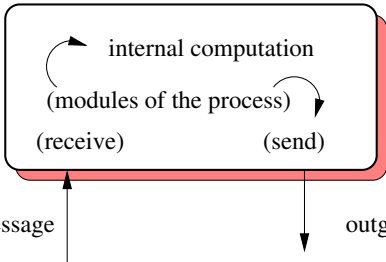 internal computation
(modules of the process)
(receive) (send)
ssage outg